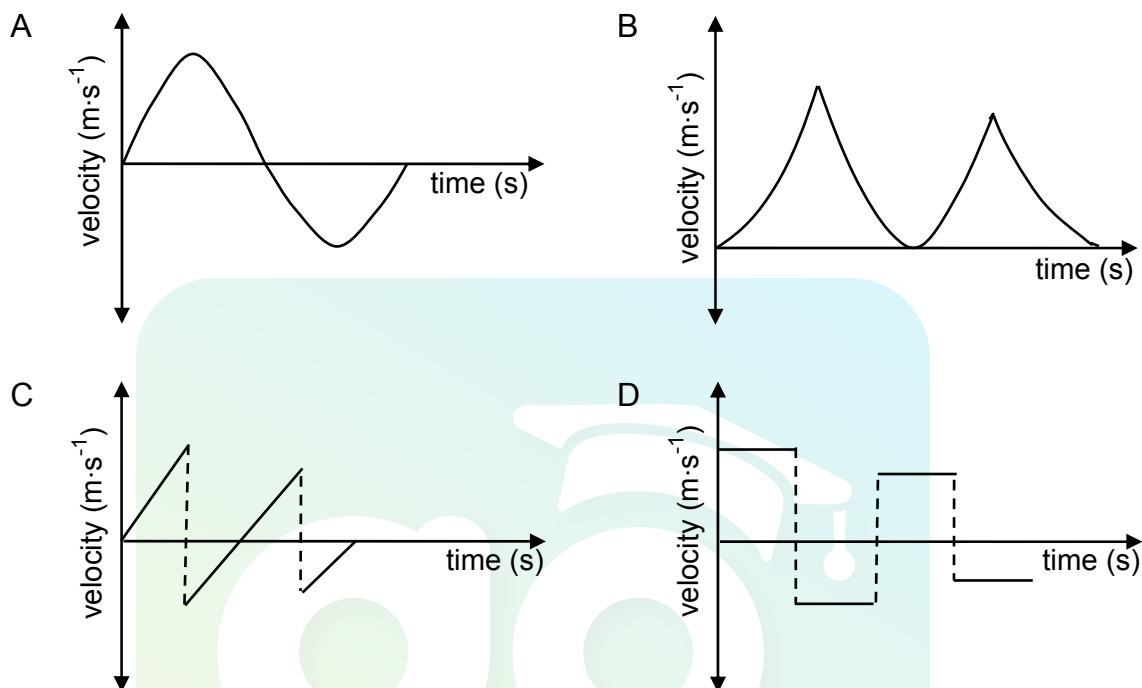 A
velocity (m·s-1)
time (s)
B
velocity (m·s-1)
time (s)
C
velocity (m·s-1)
time (s)
D
velocity (m·s-1)
time (s)